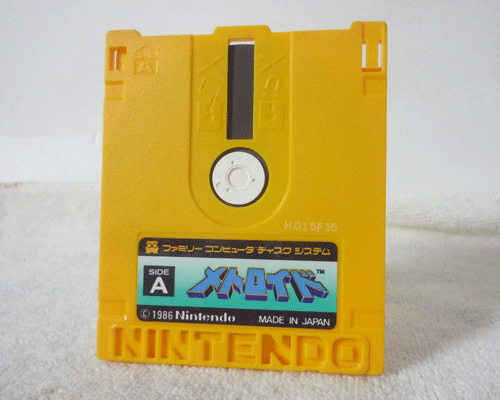 A
HD16F16
ファミリー コンピュータ ディスク システム
SIDE
A
メトロイド™
© 1986 Nintendo MADE IN JAPAN
NINTENDO